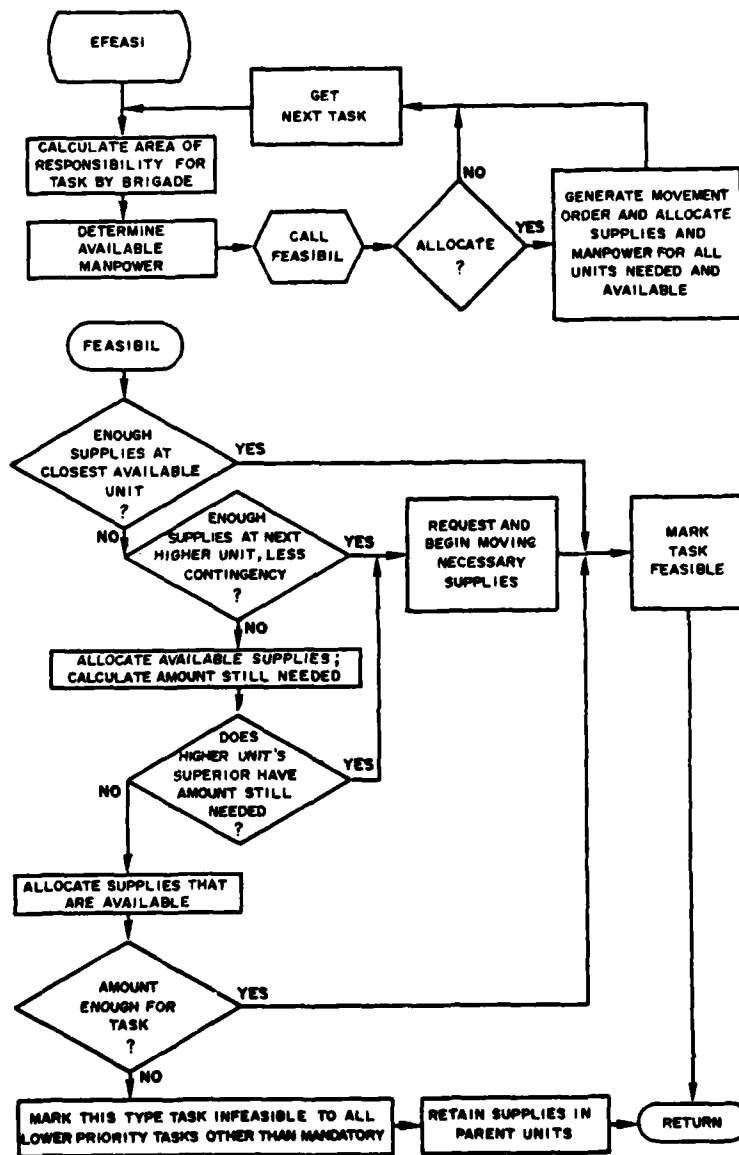 EFEASI
GET
NEXT TASK
CALCULATE AREA OF
RESPONSIBILITY FOR
TASK BY BRIGADE
NO
GENERATE MOVEMENT
ORDER AND ALLOCATE
SUPPLIES AND
MANPOWER FOR ALL
UNITS NEEDED AND
AVAILABLE
DETERMINE
AVAILABLE
MANPOWER
CALL
FEASIBIL
ALLOCATE
?
YES
FEASIBIL
ENOUGH
SUPPLIES AT
CLOSEST AVAILABLE
UNIT
?
YES
NO
ENOUGH
SUPPLIES AT NEXT
HIGHER UNIT, LESS
CONTINGENCY
?
YES
REQUEST AND
BEGIN MOVING
NECESSARY
SUPPLIES
MARK
TASK
FEASIBLE
NO
ALLOCATE AVAILABLE SUPPLIES;
CALCULATE AMOUNT STILL NEEDED
DOES
HIGHER UNIT'S
SUPERIOR HAVE
AMOUNT STILL
NEEDED
?
YES
NO
ALLOCATE SUPPLIES THAT
ARE AVAILABLE
AMOUNT
ENOUGH FOR
TASK
?
YES
NO
MARK THIS TYPE TASK INFEASIBLE TO ALL
LOWER PRIORITY TASKS OTHER THAN MANDATORY
RETAIN SUPPLIES IN
PARENT UNITS
RETURN